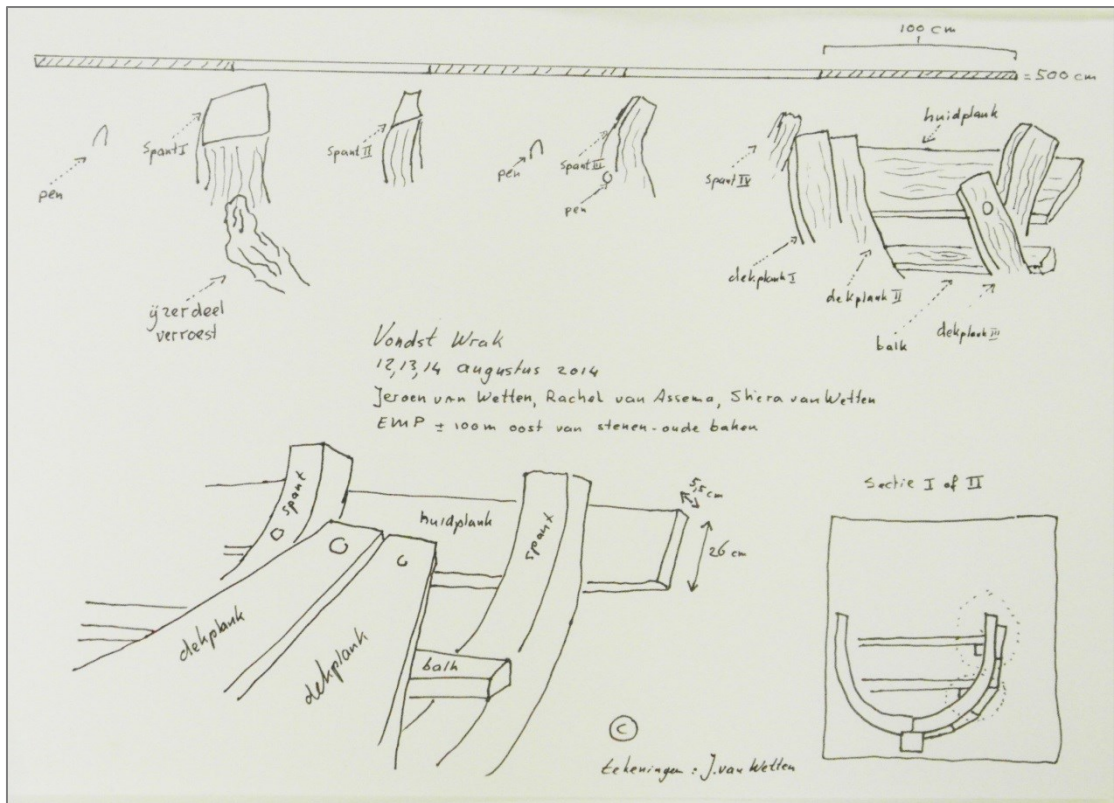 100 cm
= 500 cm
spant I
spant II
spant III
huidplank
pen
pen
pen
spant IV
dekplank I
dekplank II
balk
dekplank III
ijzerdeel
verroest
Vondst Wrak
12,13,14 augustus 2014
Jeroen van Wetten, Rachel van Assema, Shera van Wetten
EMP ± 100m oost van stenen-oude baken
spant
huidplank
spant
5,5 cm
26 cm
dekplank
dekplank
balk
Sectie I of II
C
tekeningen : J. van Wetten